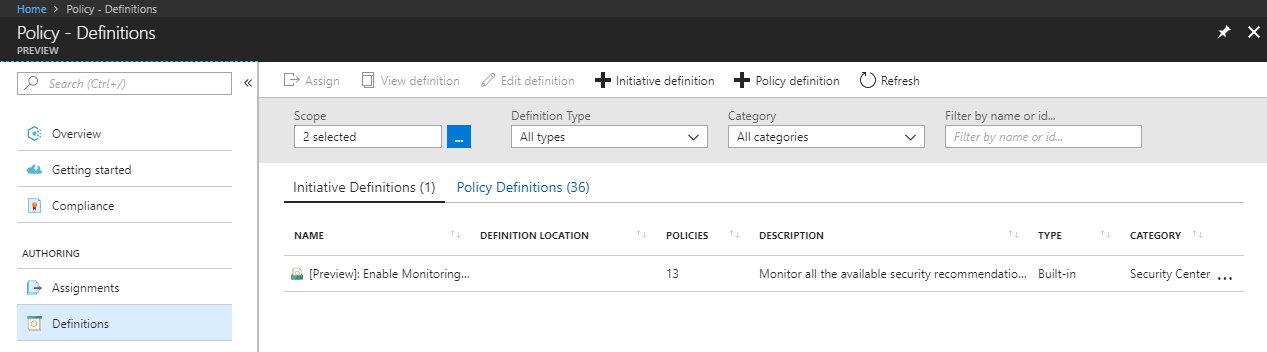 Home > Policy - Definitions
Policy - Definitions
PREVIEW
Search (Ctrl+/)
«
Overview
Getting started
Compliance
AUTHORING
Assignments
Definitions
Assign View definition Edit definition Initiative definition Policy definition Refresh
Scope Definition Type Category Filter by name or id...
2 selected ... All types All categories Filter by name or id...
Initiative Definitions (1) Policy Definitions (36)
NAME DEFINITION LOCATION POLICIES DESCRIPTION TYPE CATEGORY
[Preview]: Enable Monitoring... 13 Monitor all the available security recommendatio... Built-in Security Center ...